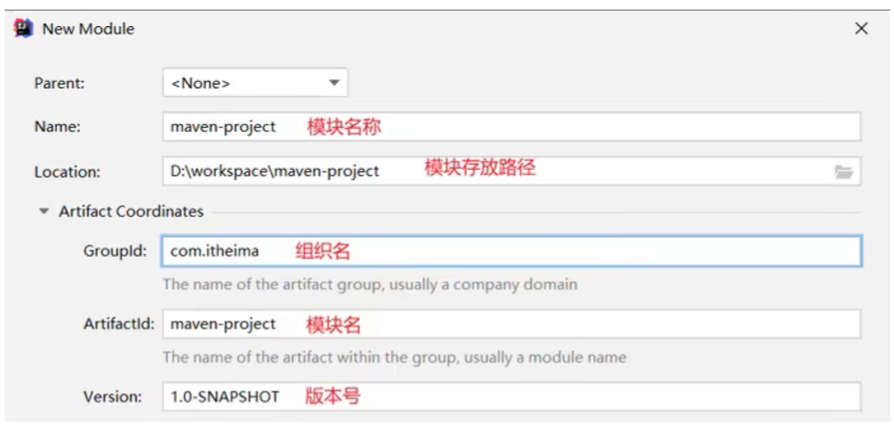 New Module
Parent: <None>
Name: maven-project 模块名称
Location: D:\workspace\maven-project 模块存放路径
Artifact Coordinates
GroupId: com.itheima 组织名
The name of the artifact group, usually a company domain
ArtifactId: maven-project 模块名
The name of the artifact within the group, usually a module name
Version: 1.0-SNAPSHOT 版本号